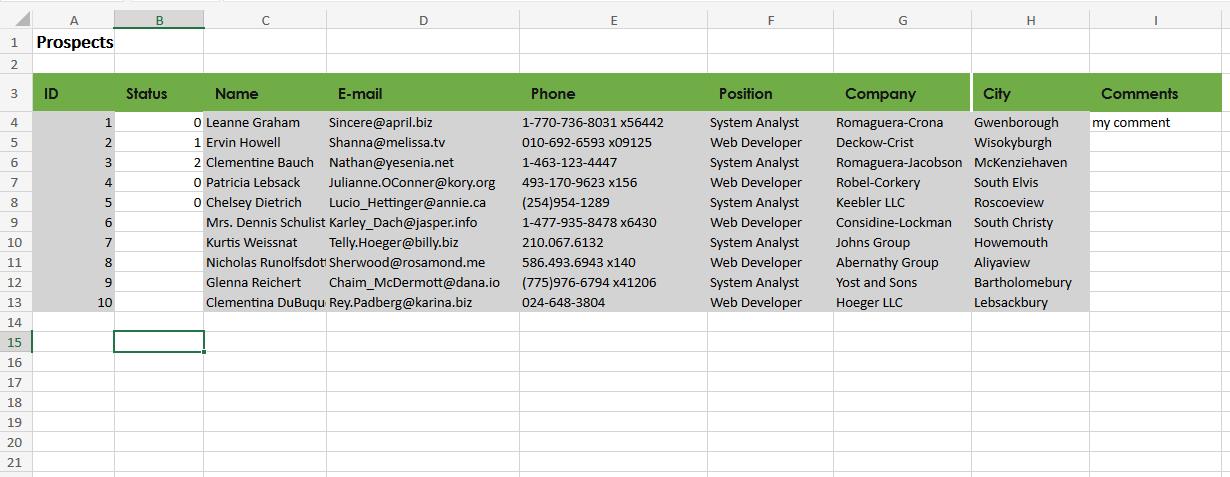 A B C D E F G H I
1 Prospects
2
3 ID Status Name E-mail Phone Position Company City Comments
4 1 0 Leanne Graham Sincere@april.biz 1-770-736-8031 x56442 System Analyst Romaguera-Crona Gwenborough my comment
5 2 1 Ervin Howell Shanna@melissa.tv 010-692-6593 x09125 Web Developer Deckow-Crist Wisokyburgh
6 3 2 Clementine Bauch Nathan@yesenia.net 1-463-123-4447 System Analyst Romaguera-Jacobson McKenziehaven
7 4 0 Patricia Lebsack Julianne.OConner@kory.org 493-170-9623 x156 Web Developer Robel-Corkery South Elvis
8 5 0 Chelsey Dietrich Lucio_Hettinger@annie.ca (254)954-1289 System Analyst Keebler LLC Roscoeview
9 6 Mrs. Dennis Schulist Karley_Dach@jasper.info 1-477-935-8478 x6430 Web Developer Considine-Lockman South Christy
10 7 Kurtis Weissnat Telly.Hoeger@billy.biz 210.067.6132 System Analyst Johns Group Howemouth
11 8 Nicholas Runolfsdott Sherwood@rosamond.me 586.493.6943 x140 Web Developer Abernathy Group Aliyaview
12 9 Glenna Reichert Chaim_McDermott@dana.io (775)976-6794 x41206 System Analyst Yost and Sons Bartholomebury
13 10 Clementina DuBuqu Rey.Padberg@karina.biz 024-648-3804 Web Developer Hoeger LLC Lebsackbury
14
15
16
17
18
19
20
21